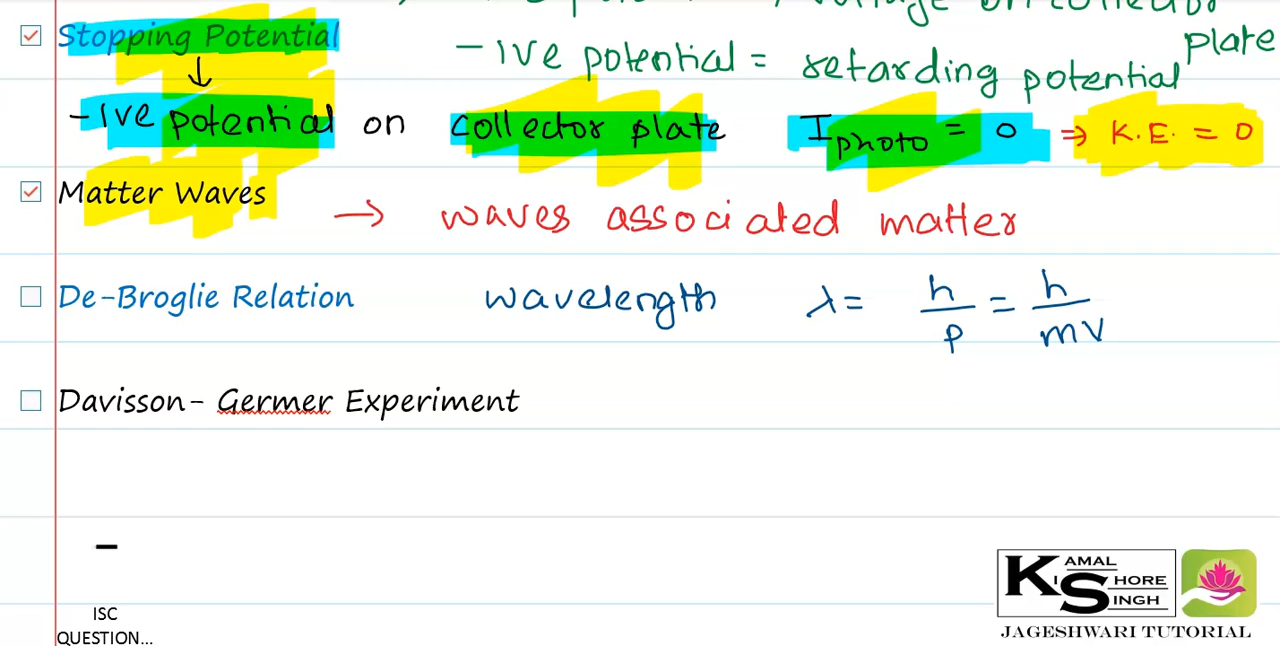 Stopping Potential
-ive potential = retarding potential plate
↓
-ive potential on collector plate I photo = 0 ⇒ K.E. = 0
Matter Waves → waves associated matter
De-Broglie Relation wavelength λ = h/p = h/mv
Davisson- Germer Experiment
–
KAMAL
KISHORE
SINGH
JAGESHWARI TUTORIAL
ISC
QUESTION...